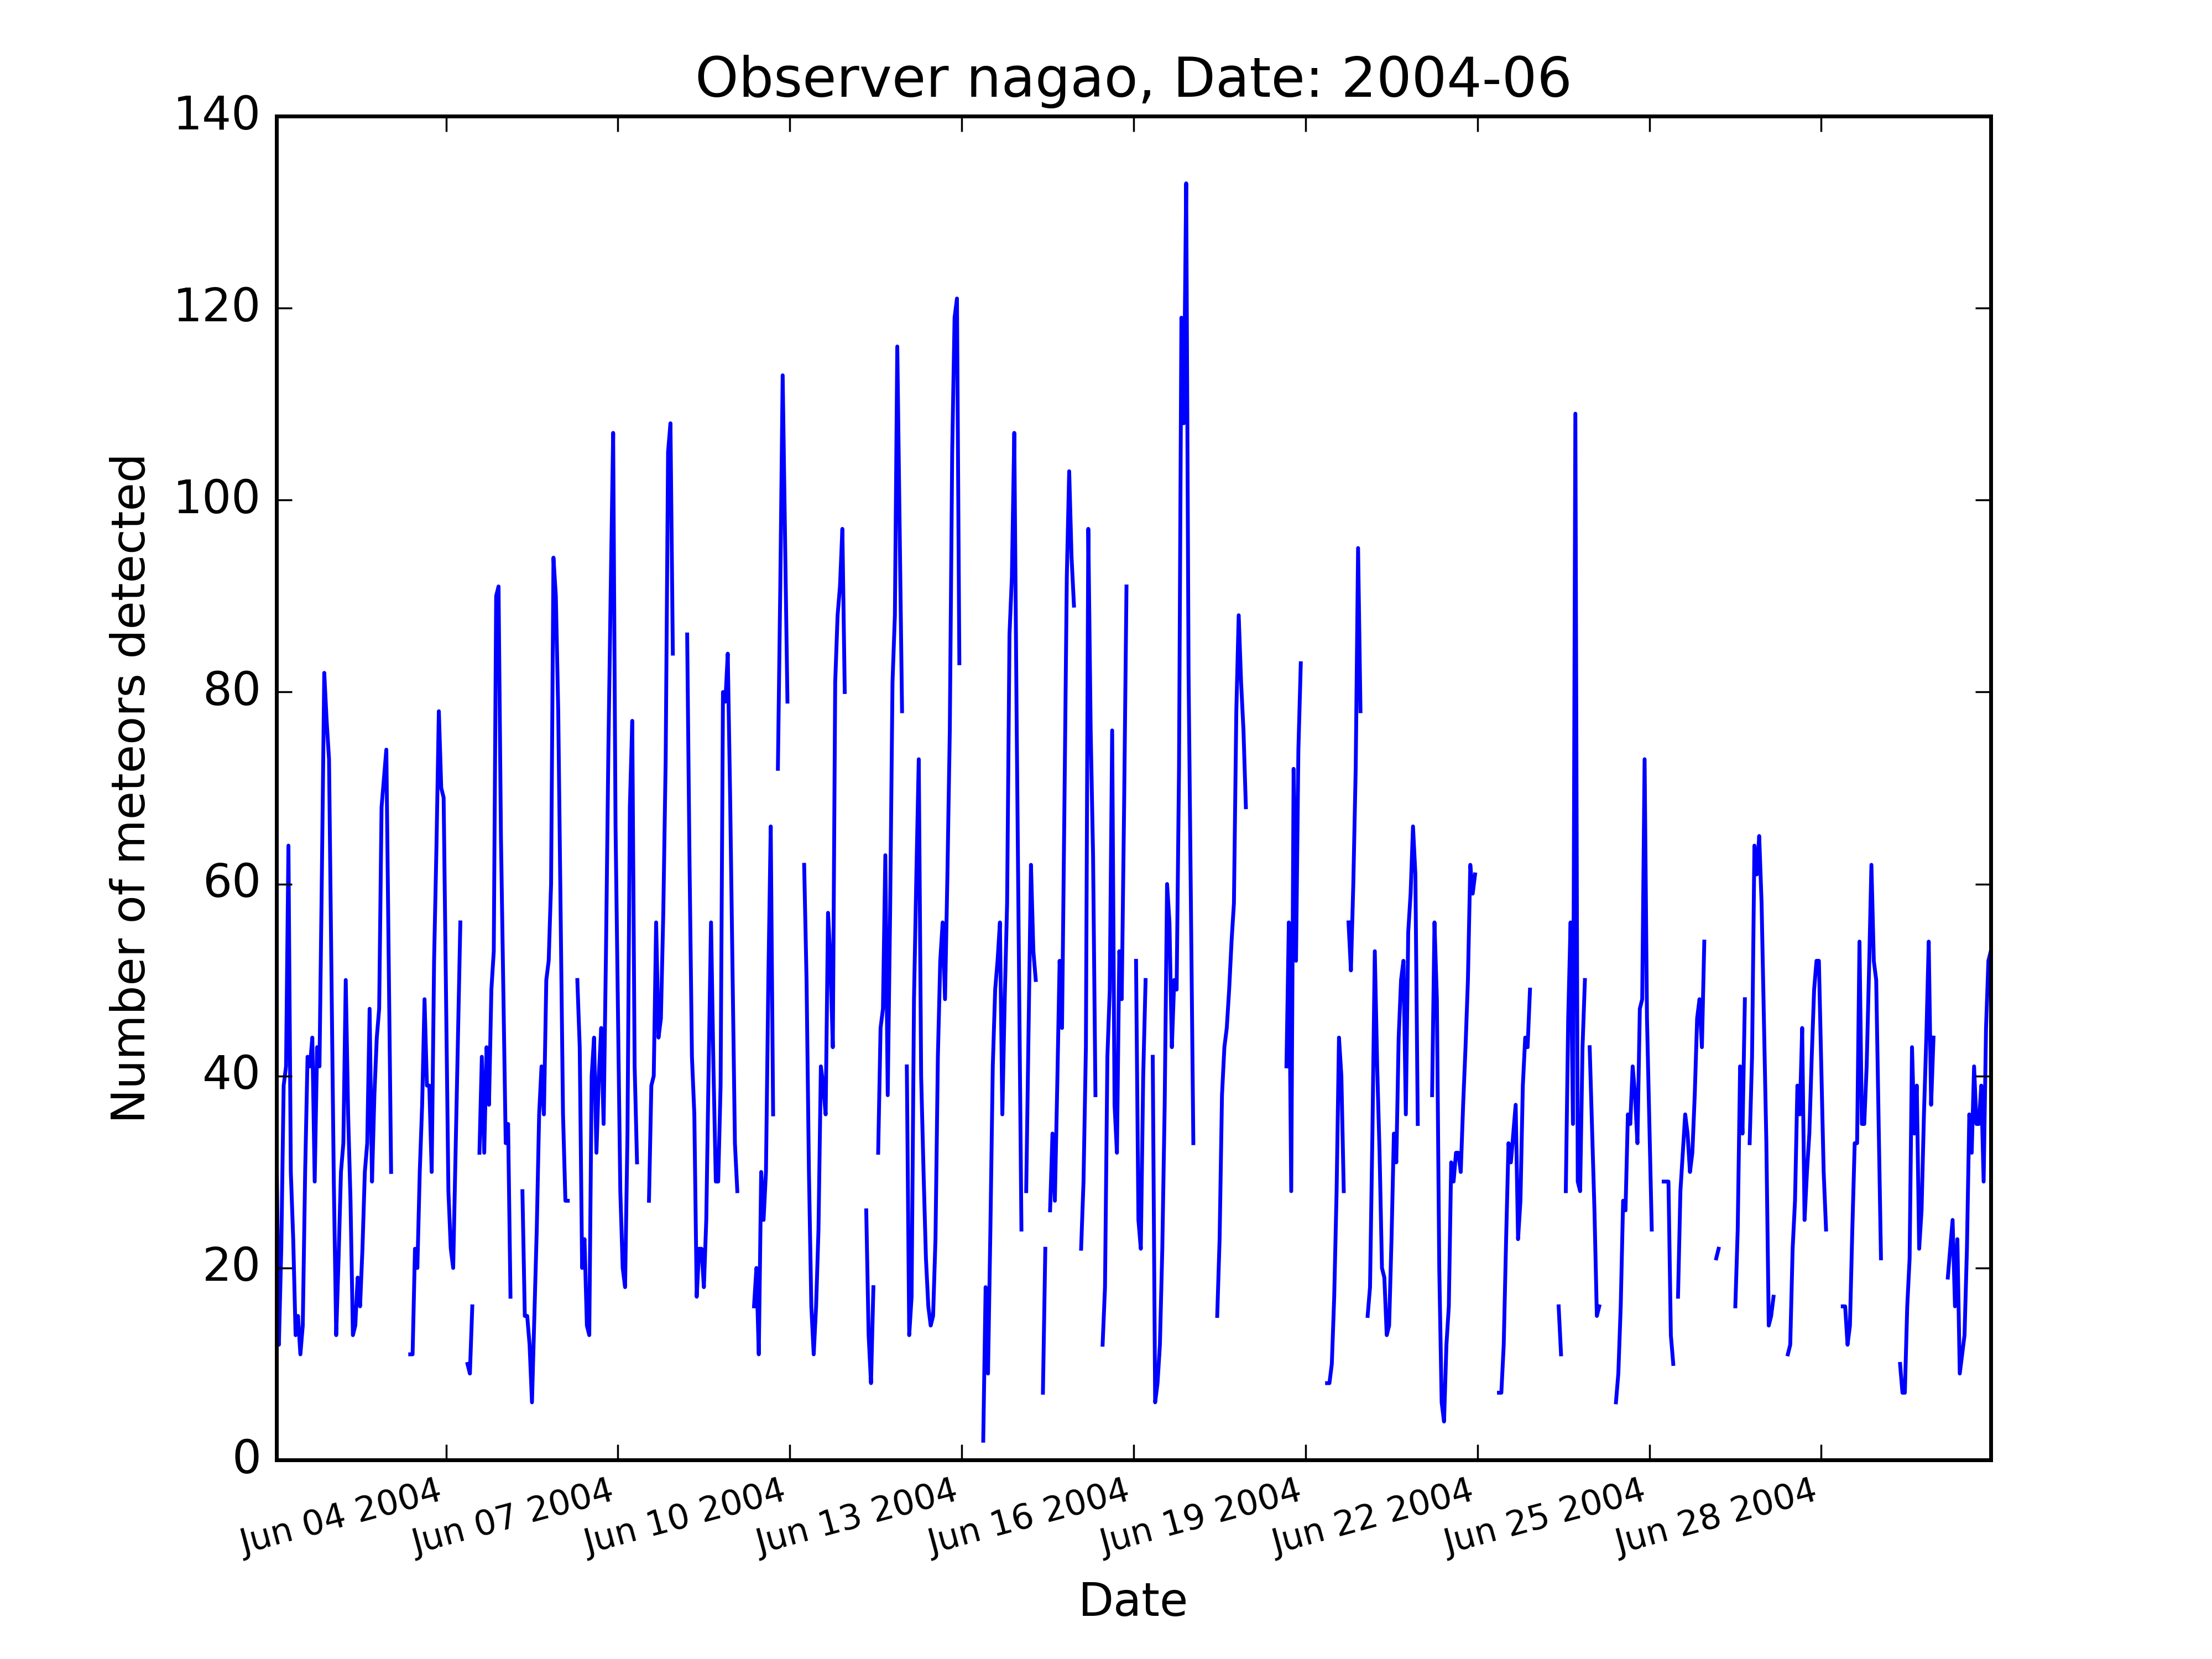 Observer nagao, Date: 2004-06
140
120
100
80
60
40
20
0
Number of meteors detected
Jun 04 2004
Jun 07 2004
Jun 10 2004
Jun 13 2004
Jun 16 2004
Jun 19 2004
Jun 22 2004
Jun 25 2004
Jun 28 2004
Date